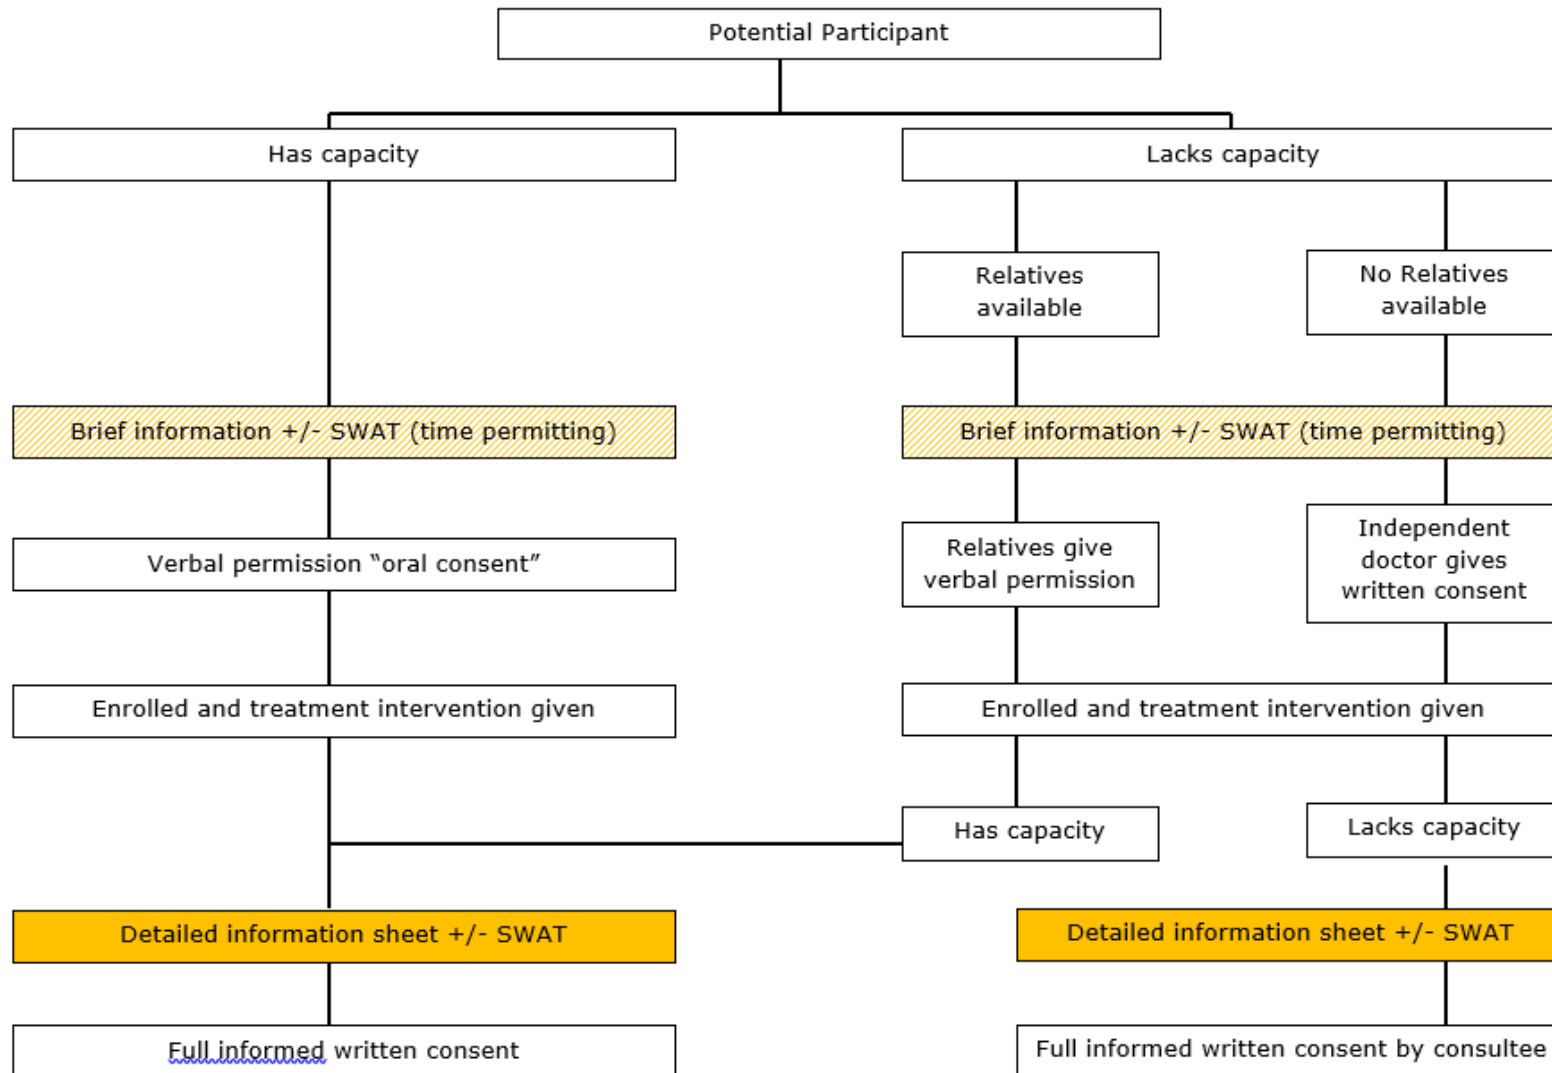 Potential Participant
Has capacity
Lacks capacity
Relatives
available
No Relatives
available
Brief information +/- SWAT (time permitting)
Brief information +/- SWAT (time permitting)
Verbal permission “oral consent”
Relatives give
verbal permission
Independent
doctor gives
written consent
Enrolled and treatment intervention given
Enrolled and treatment intervention given
Has capacity
Lacks capacity
Detailed information sheet +/- SWAT
Detailed information sheet +/- SWAT
Full informed written consent
Full informed written consent by consultee